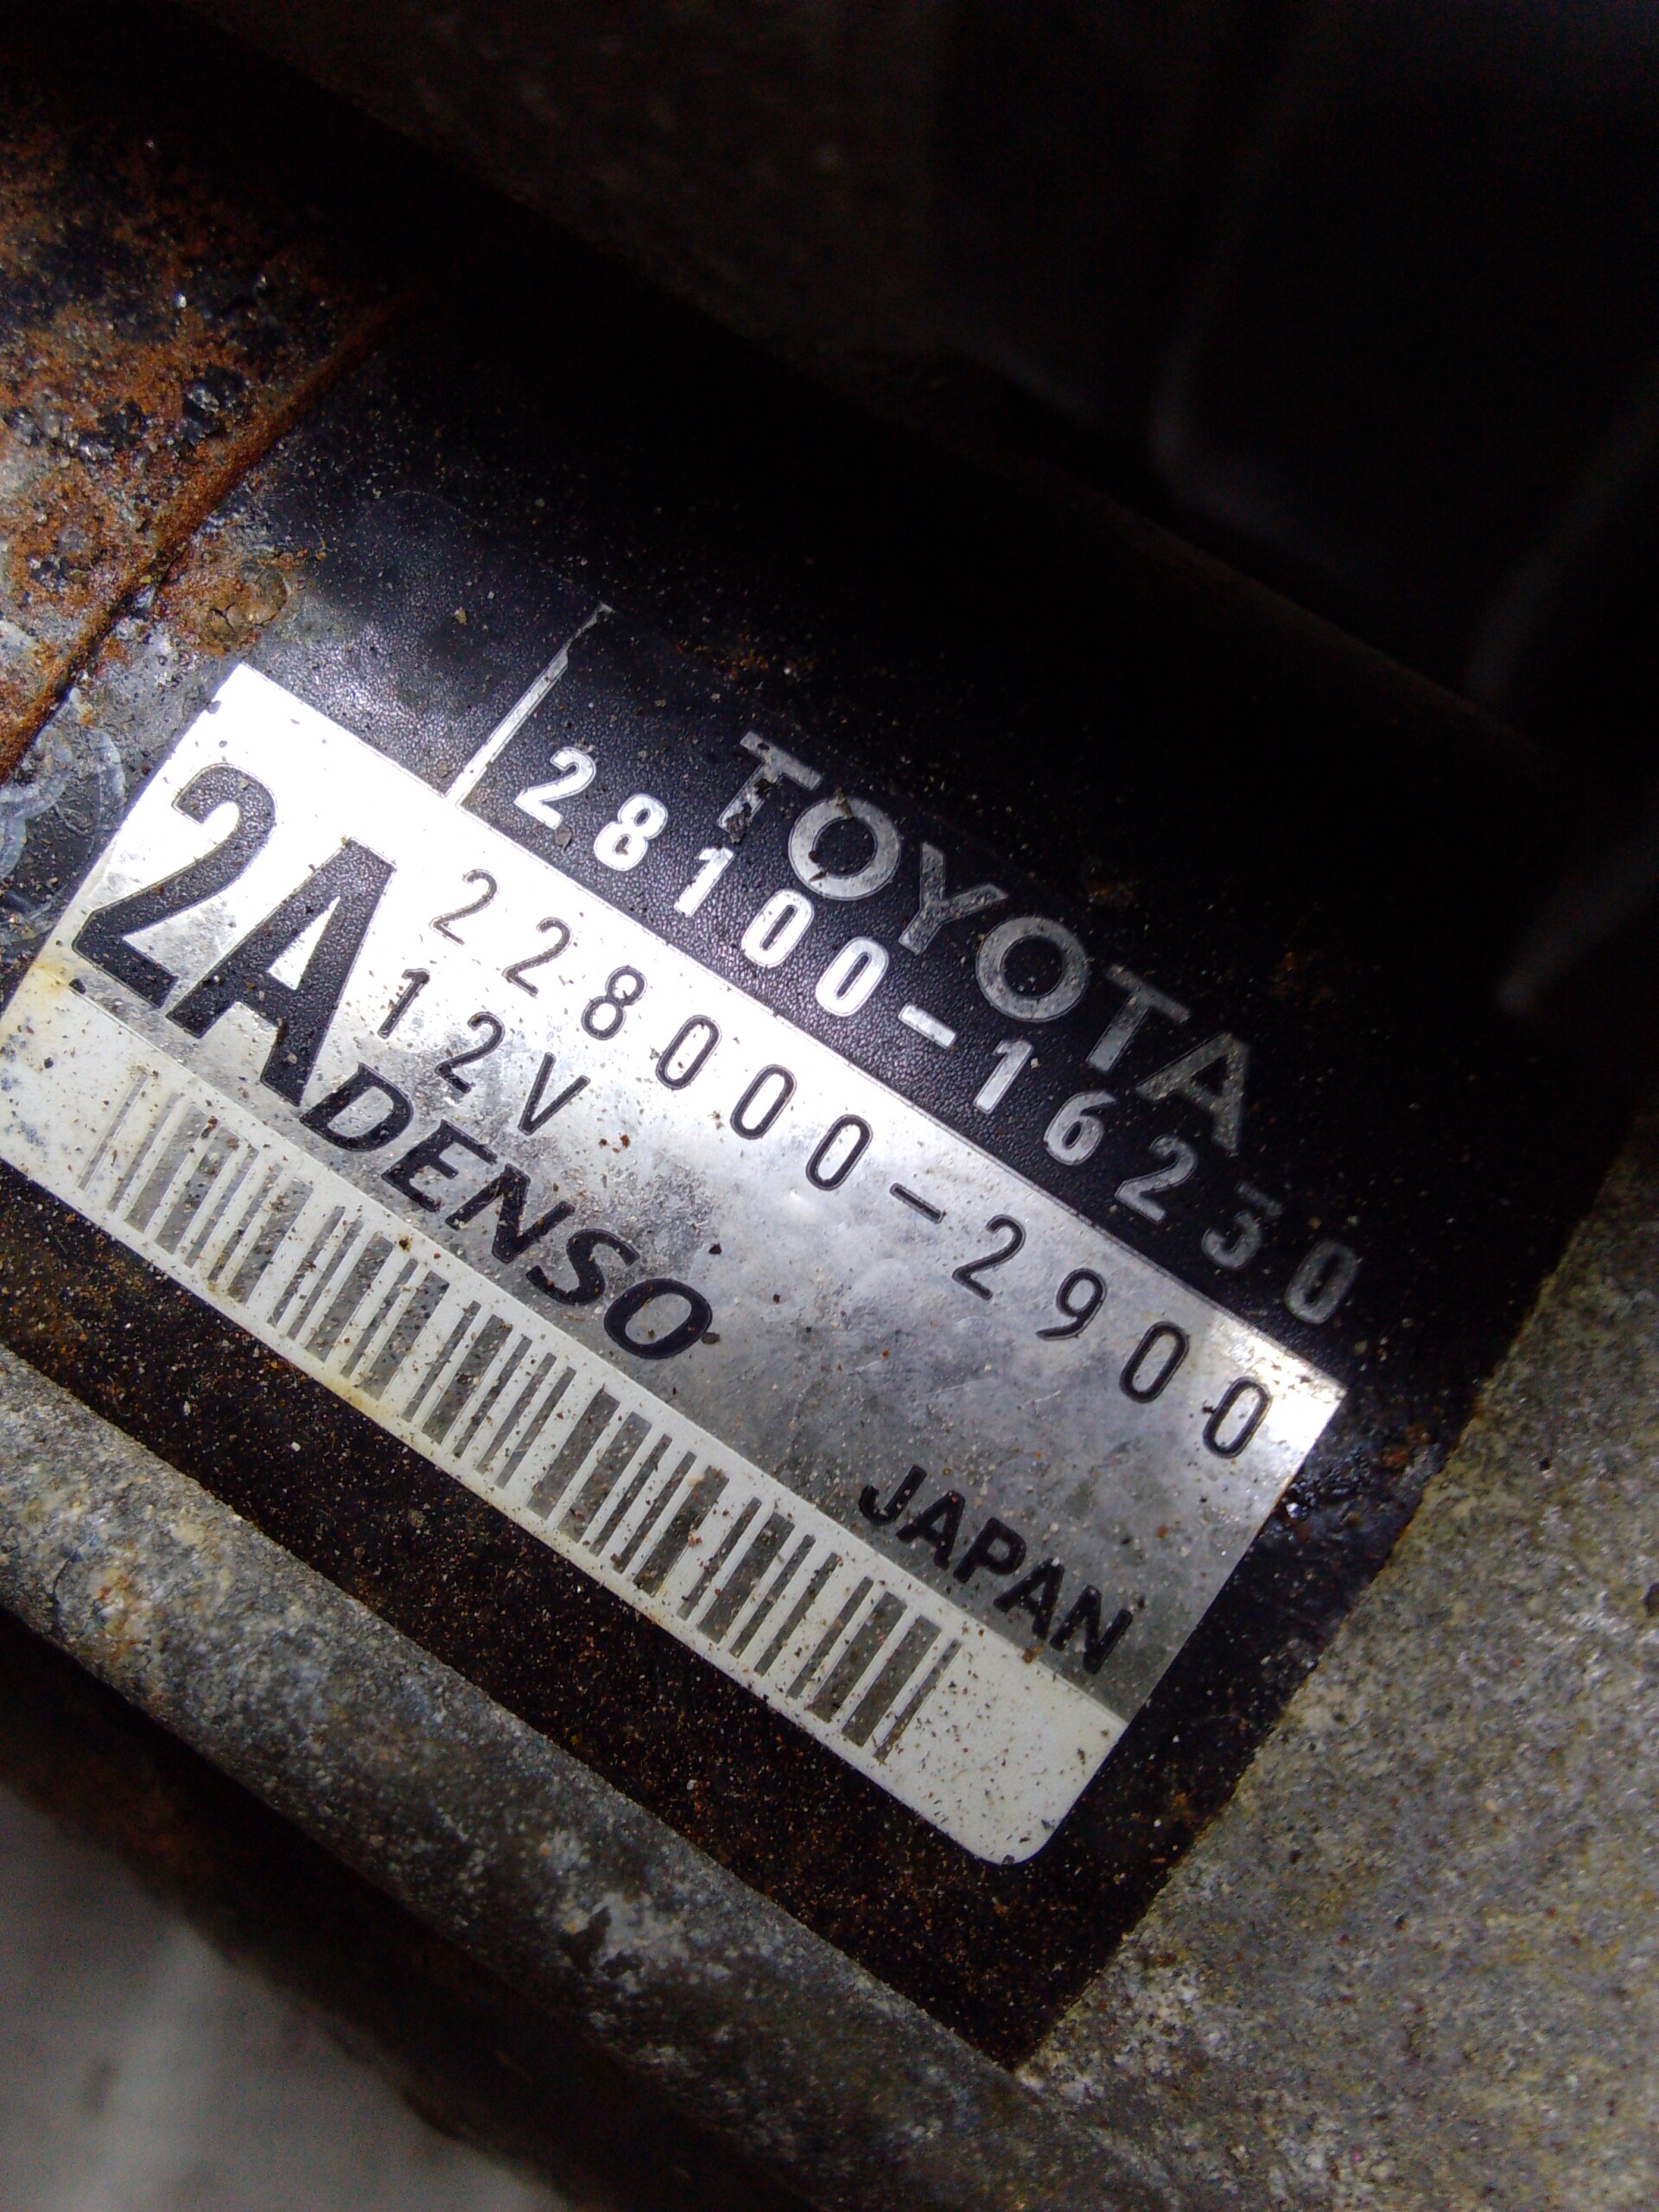 TOYOTA
28100-16230
2A
228000-2900
12V
DENSO
JAPAN